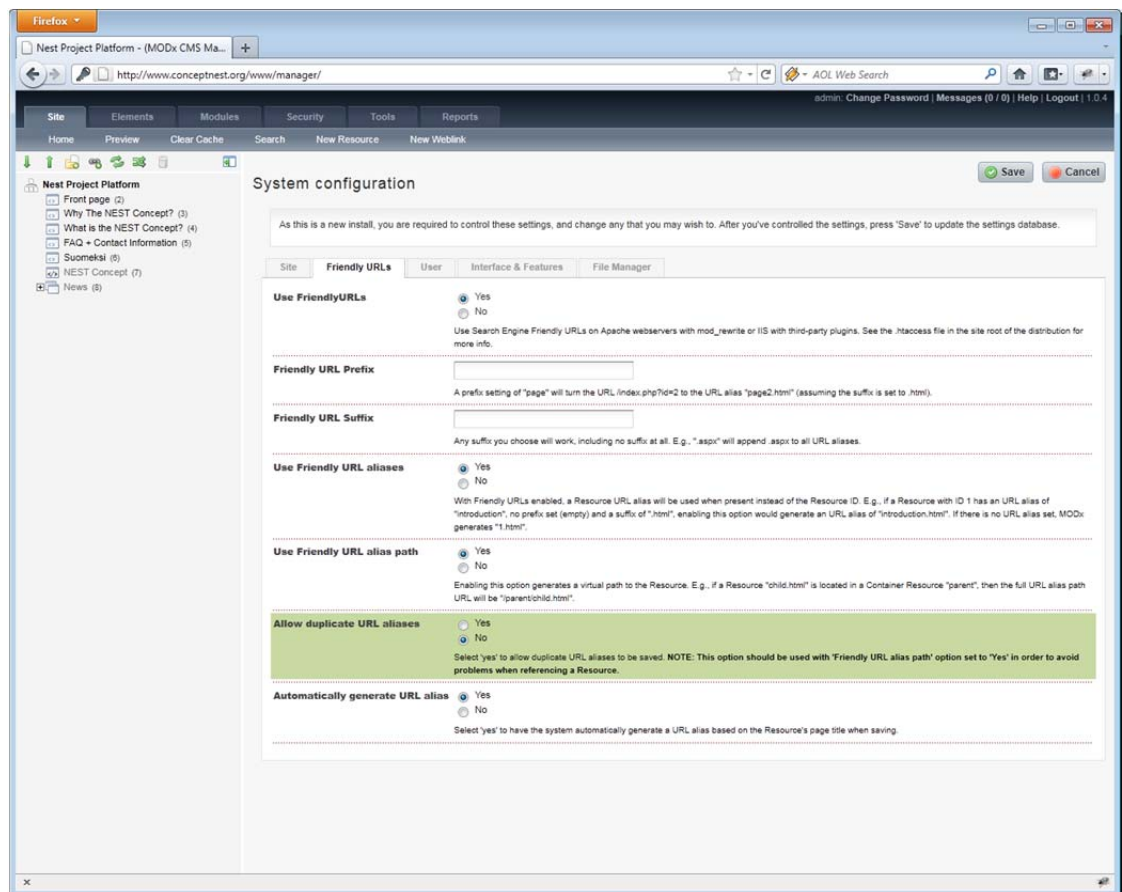 Firefox
Nest Project Platform - (MODx CMS Ma...
http://www.conceptnest.org/www/manager/
AOL Web Search
admin: Change Password | Messages (0 / 0) | Help | Logout | 1.0.4
Site Elements Modules Security Tools Reports
Home Preview Clear Cache Search New Resource New Weblink
Nest Project Platform
Front page (2)
Why The NEST Concept? (3)
What is the NEST Concept? (4)
FAQ + Contact Information (5)
Suomeksi (6)
NEST Concept (7)
News (8)
Save Cancel
System configuration
As this is a new install, you are required to control these settings, and change any that you may wish to. After you've controlled the settings, press 'Save' to update the settings database.
Site Friendly URLs User Interface & Features File Manager
Use FriendlyURLs
Yes
No
Use Search Engine Friendly URLs on Apache webservers with mod_rewrite or IIS with third-party plugins. See the .htaccess file in the site root of the distribution for
more info.
Friendly URL Prefix
A prefix setting of "page" will turn the URL /index.php?id=2 to the URL alias "page2.html" (assuming the suffix is set to .html).
Friendly URL Suffix
Any suffix you choose will work, including no suffix at all. E.g., ".aspx" will append .aspx to all URL aliases.
Use Friendly URL aliases
Yes
No
With Friendly URLs enabled, a Resource URL alias will be used when present instead of the Resource ID. E.g., if a Resource with ID 1 has an URL alias of
"introduction", no prefix set (empty) and a suffix of ".html", enabling this option would generate an URL alias of "introduction.html". If there is no URL alias set, MODx
generates "1.html".
Use Friendly URL alias path
Yes
No
Enabling this option generates a virtual path to the Resource. E.g., if a Resource "child.html" is located in a Container Resource "parent", then the full URL alias path
URL will be "/parent/child.html".
Allow duplicate URL aliases
Yes
No
Select 'yes' to allow duplicate URL aliases to be saved. NOTE: This option should be used with 'Friendly URL alias path' option set to 'Yes' in order to avoid
problems when referencing a Resource.
Automatically generate URL alias
Yes
No
Select 'yes' to have the system automatically generate a URL alias based on the Resource's page title when saving.